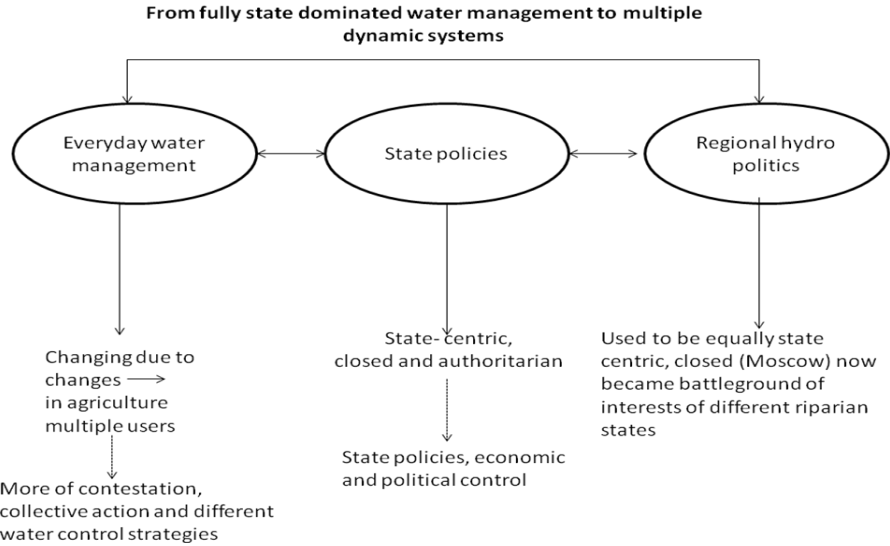 From fully state dominated water management to multiple
dynamic systems
Everyday water
management
State policies
Regional hydro
politics
Changing due to
changes
in agriculture
multiple users
More of contestation,
collective action and different
water control strategies
State- centric,
closed and authoritarian
State policies, economic
and political control
Used to be equally state
centric, closed (Moscow) now
became battleground of
interests of different riparian
states